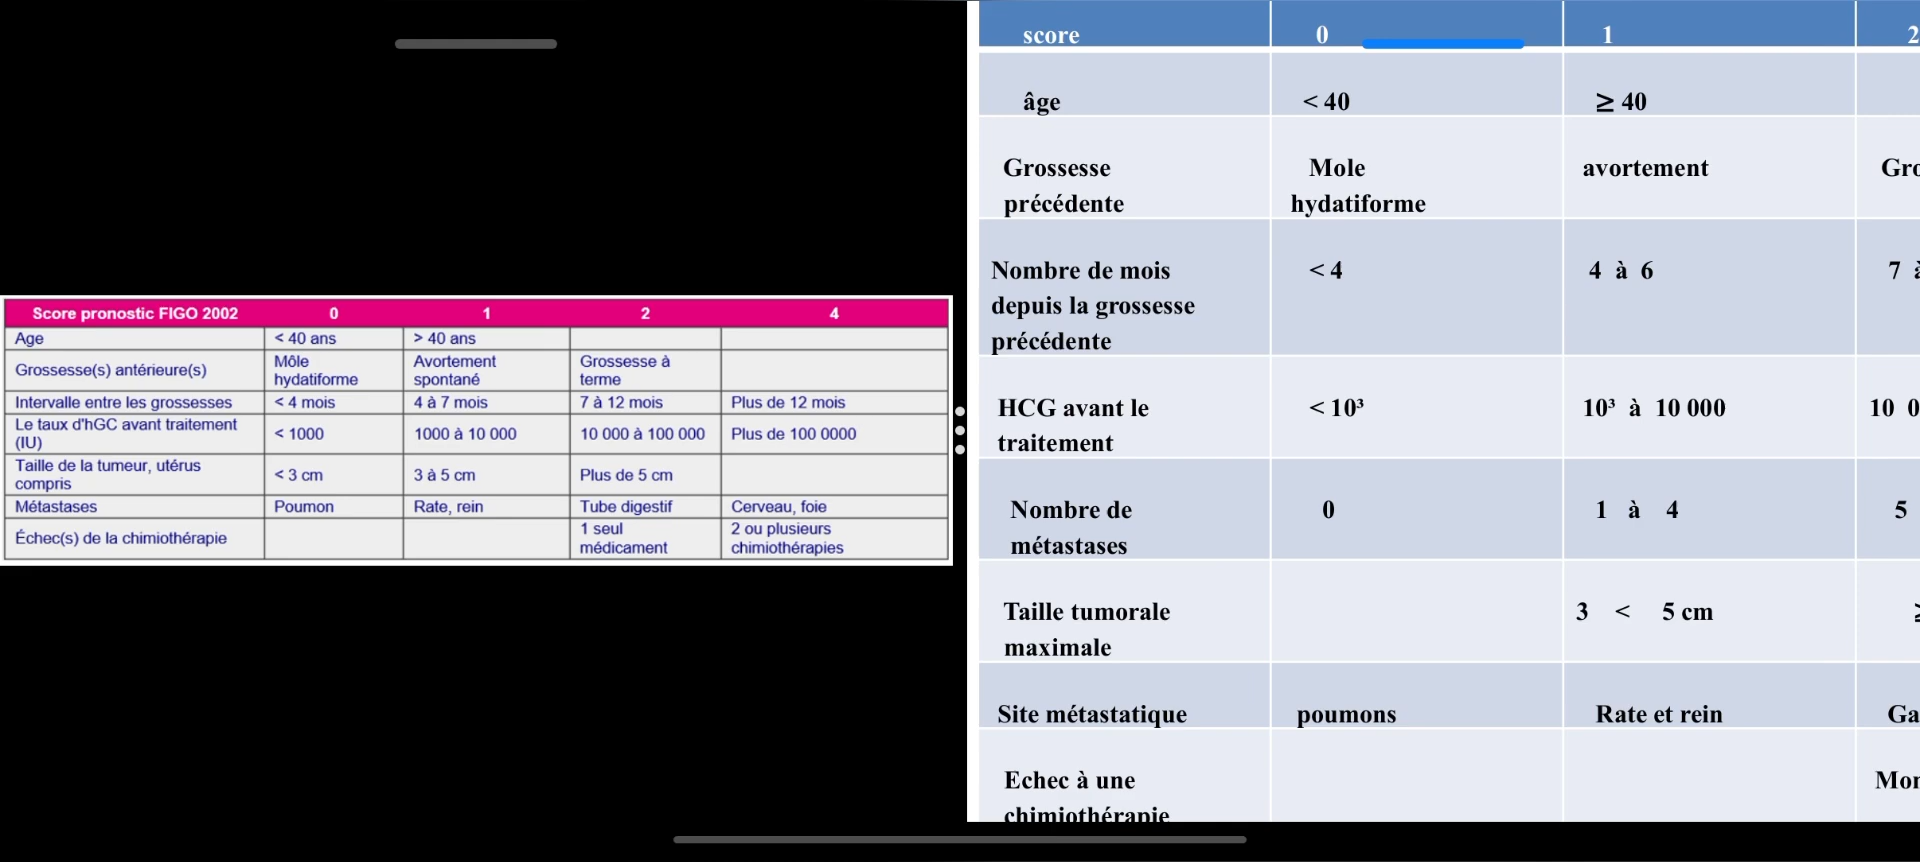 Score pronostic FIGO 2002 0 1 2 4
Age < 40 ans > 40 ans
Grossesse(s) antérieure(s) Môle hydatiforme Avortement spontané Grossesse à terme
Intervalle entre les grossesses < 4 mois 4 à 7 mois 7 à 12 mois Plus de 12 mois
Le taux d'hGC avant traitement (IU) < 1000 1000 à 10 000 10 000 à 100 000 Plus de 100 0000
Taille de la tumeur, utérus compris < 3 cm 3 à 5 cm Plus de 5 cm
Métastases Poumon Rate, rein Tube digestif Cerveau, foie
Échec(s) de la chimiothérapie 1 seul médicament 2 ou plusieurs chimiothérapies
score 0 1 2
âge < 40 ≥ 40
Grossesse précédente Mole hydatiforme avortement
Nombre de mois depuis la grossesse précédente < 4 4 à 6 7
HCG avant le traitement < 10³ 10³ à 10 000 10
Nombre de métastases 0 1 à 4 5
Taille tumorale maximale 3 < 5 cm
Site métastatique poumons Rate et rein
Echec à une chimiothérapie